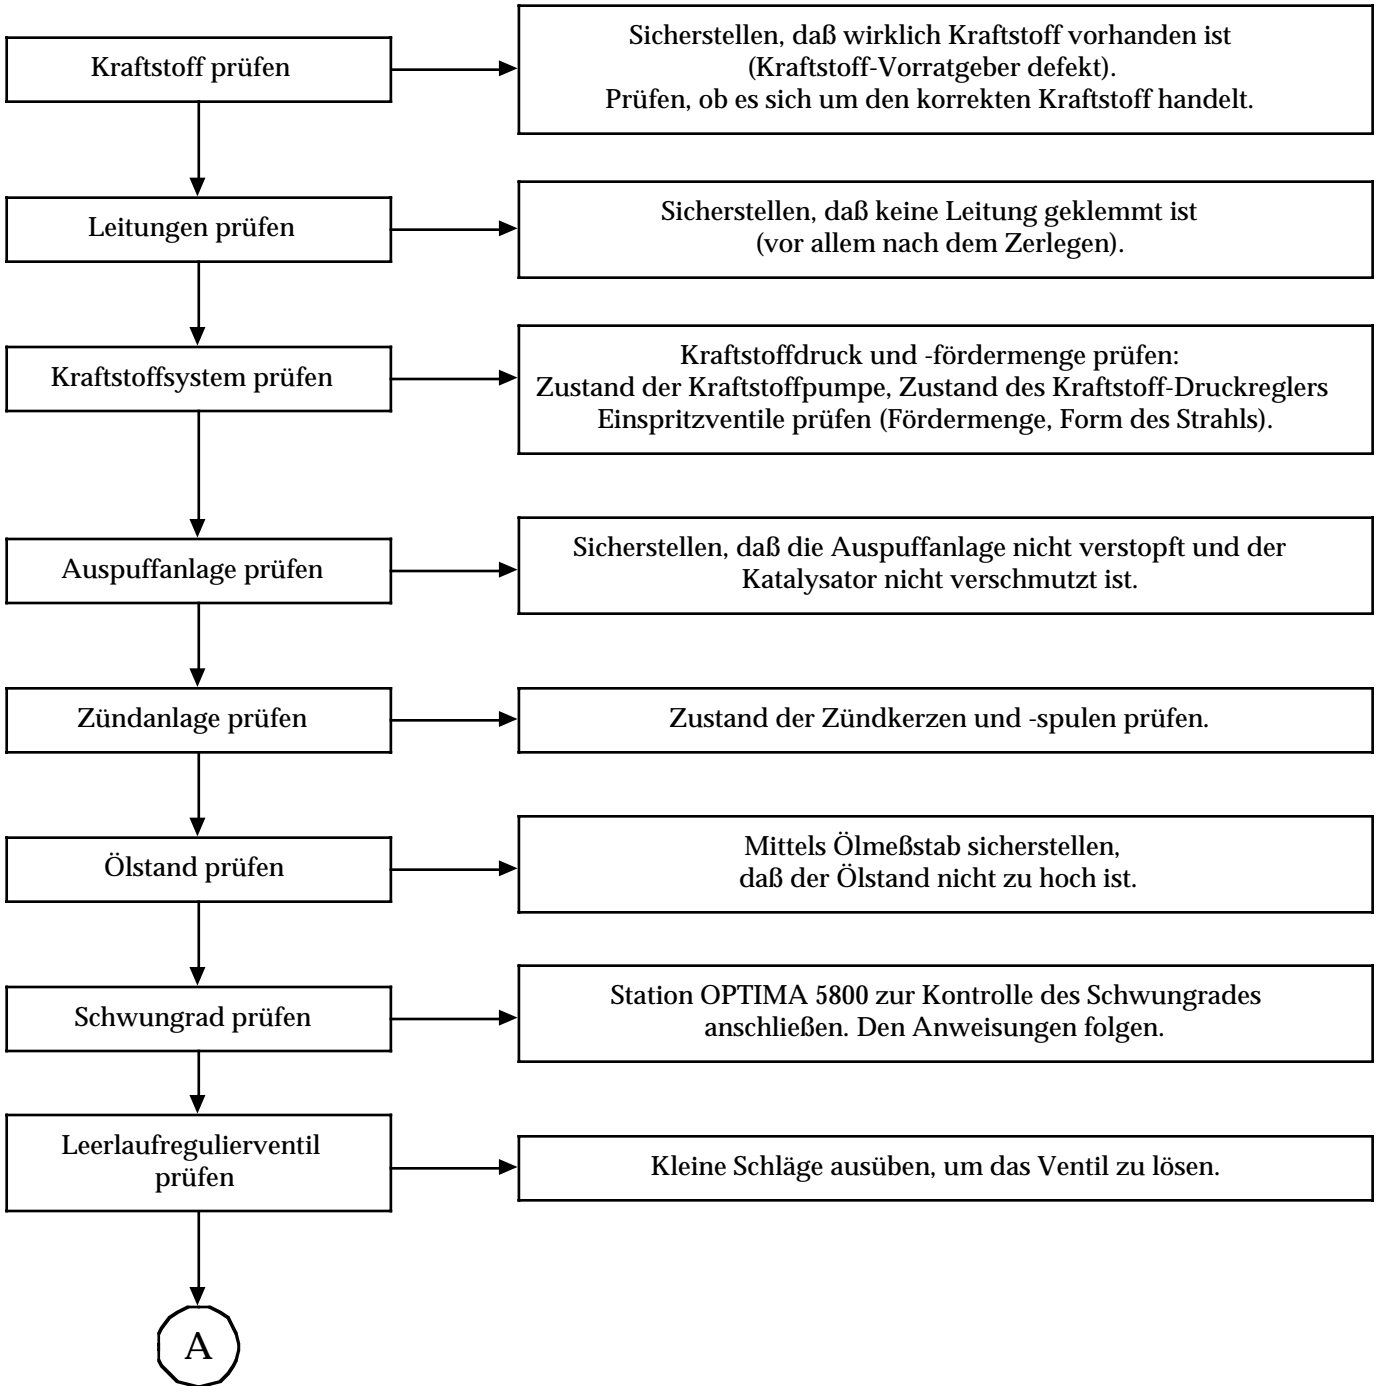 Kraftstoff prüfen
Sicherstellen, daß wirklich Kraftstoff vorhanden ist
(Kraftstoff-Vorratgeber defekt).
Prüfen, ob es sich um den korrekten Kraftstoff handelt.
Leitungen prüfen
Sicherstellen, daß keine Leitung geklemmt ist
(vor allem nach dem Zerlegen).
Kraftstoffsystem prüfen
Kraftstoffdruck und -fördermenge prüfen:
Zustand der Kraftstoffpumpe, Zustand des Kraftstoff-Druckreglers
Einspritzventile prüfen (Fördermenge, Form des Strahls).
Auspuffanlage prüfen
Sicherstellen, daß die Auspuffanlage nicht verstopft und der
Katalysator nicht verschmutzt ist.
Zündanlage prüfen
Zustand der Zündkerzen und -spulen prüfen.
Ölstand prüfen
Mittels Ölmeßstab sicherstellen,
daß der Ölstand nicht zu hoch ist.
Schwungrad prüfen
Station OPTIMA 5800 zur Kontrolle des Schwungrades
anschließen. Den Anweisungen folgen.
Leerlaufregulierventil
prüfen
Kleine Schläge ausüben, um das Ventil zu lösen.
A